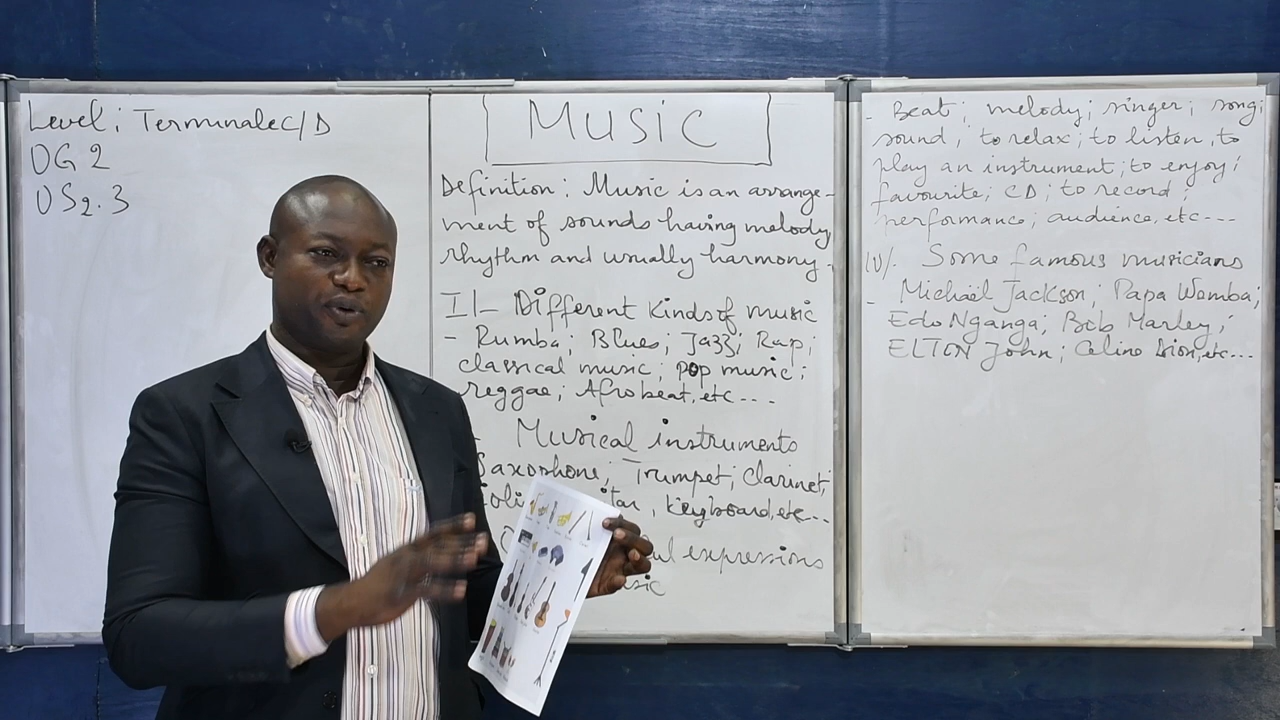 Level: Terminale C/D
OG 2
OS2.3
MUSIC
Definition: Music is an arrange-
ment of sounds having melody,
rhythm and usually harmony.
II- Different Kinds of music
- Rumba; Blues; Jazz; Rap;
classical music; pop music;
reggae; Afrobeat, etc---
- Musical instruments
Saxophone; Trumpet; Clarinet;
Keyboard, etc---
expressions
- Beat; melody; singer; song;
sound; to relax; to listen, to
play an instrument; to enjoy;
favourite; CD; to record;
performance; audience, etc---
IV/. Some famous musicians
- Michaël Jackson; Papa Wemba;
Edo Nganga; Bob Marley;
ELTON John; Celine Dion, etc---